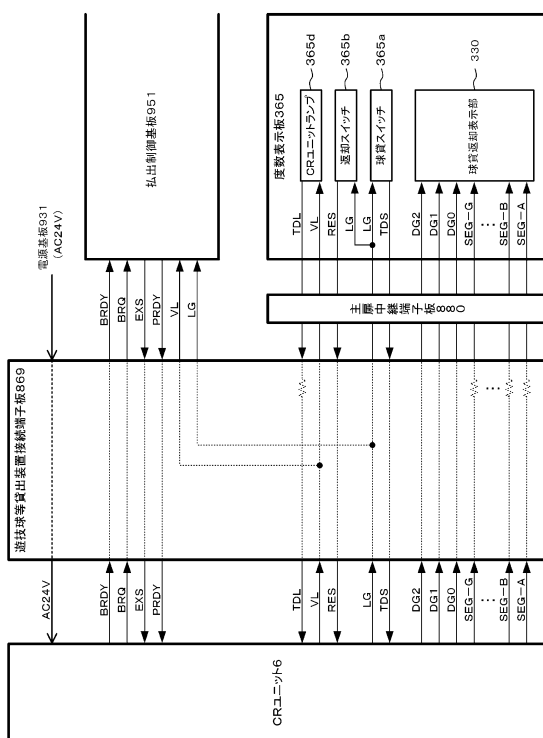 電源基板931
(AC24V)
払出制御基板951
度数表示板365
CRユニットランプ
365d
返却スイッチ
365b
球貸スイッチ
365a
球貸返却表示部
330
BRDY
BRQ
EXS
PRDY
VL
LG
TDL
VL
RES
LG
LG
TDS
DG2
DG1
DG0
SEG-G
⋯
SEG-B
SEG-A
主扉中継端子板880
遊技球等貸出装置接続端子板869
⋯
AC24V
BRDY
BRQ
EXS
PRDY
TDL
VL
RES
LG
TDS
DG2
DG1
DG0
SEG-G
⋯
SEG-B
SEG-A
CRユニット6